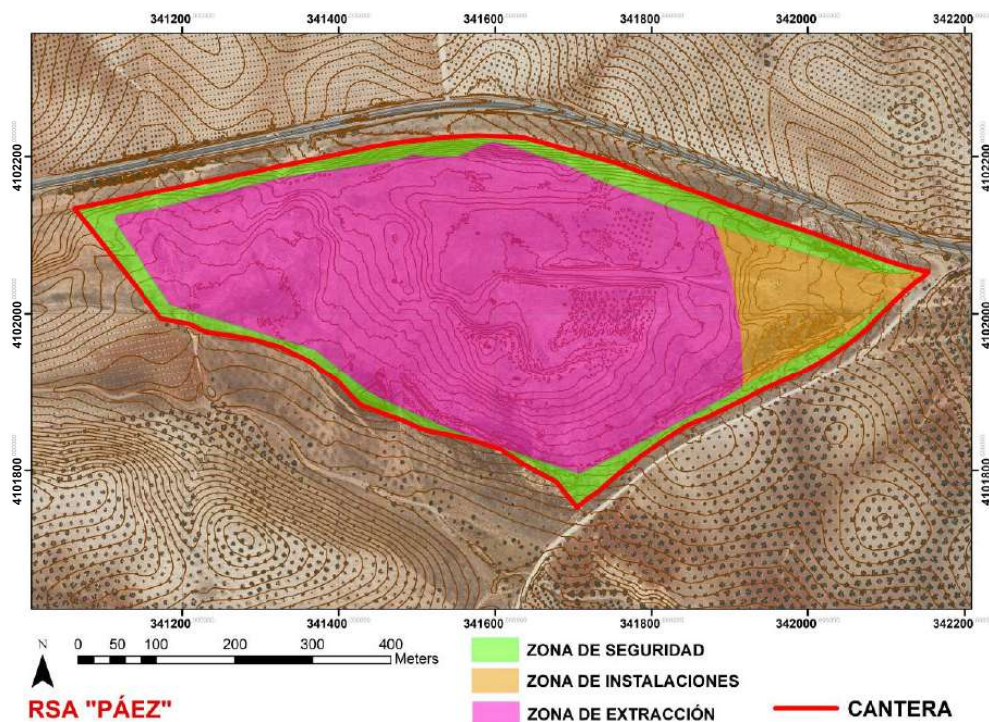 341200 341400 341600 341800 342000 342200
4102200 4102200
4102000 4102000
4101800 4101800
341200 341400 341600 341800 342000 342200
N
0 50 100 200 300 400
Meters
ZONA DE SEGURIDAD
ZONA DE INSTALACIONES
RSA "PÁEZ"
ZONA DE EXTRACCIÓN
CANTERA